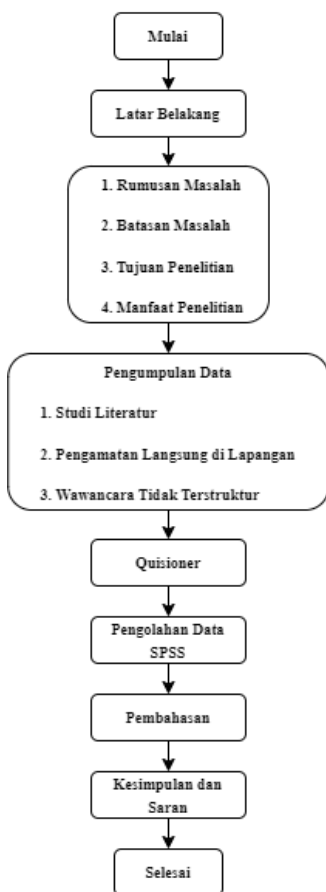 Mulai
Latar Belakang
1. Rumusan Masalah
2. Batasan Masalah
3. Tujuan Penelitian
4. Manfaat Penelitian
Pengumpulan Data
1. Studi Literatur
2. Pengamatan Langsung di Lapangan
3. Wawancara Tidak Terstruktur
Quisioner
Pengolahan Data
SPSS
Pembahasan
Kesimpulan dan
Saran
Selesai